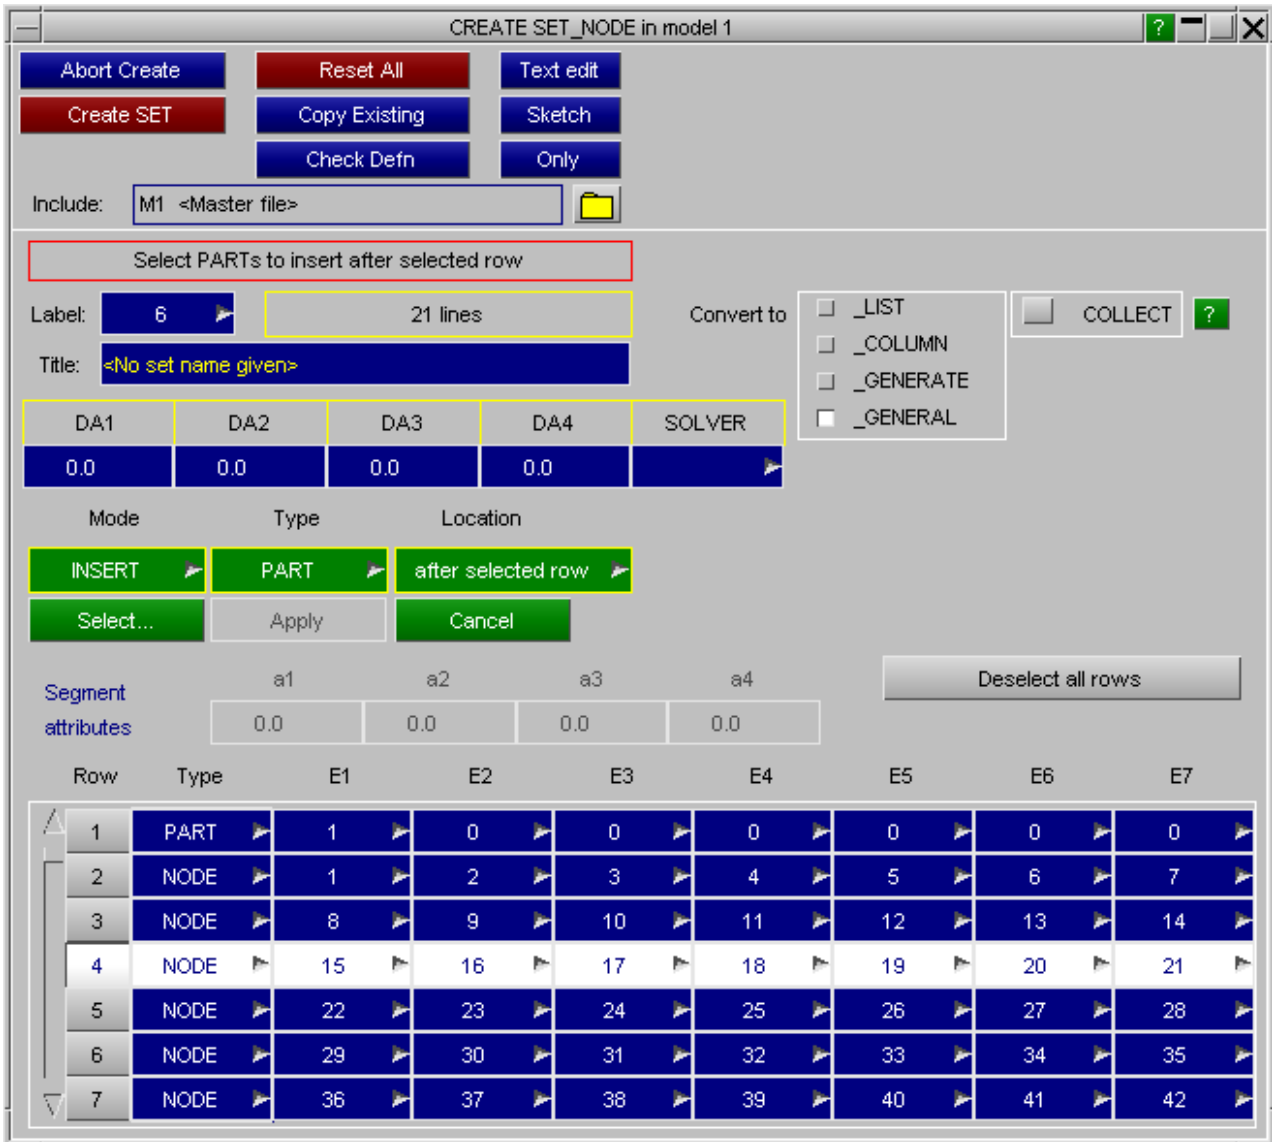 CREATE SET_NODE in model 1 ?
Abort Create Reset All Text edit
Create SET Copy Existing Sketch
Check Defn Only
Include: M1 <Master file>
Select PARTs to insert after selected row
Label: 6 21 lines Convert to _LIST COLLECT ?
_COLUMN
Title: <No set name given>
_GENERATE
DA1 DA2 DA3 DA4 SOLVER _GENERAL
0.0 0.0 0.0 0.0
Mode Type Location
INSERT PART after selected row
Select... Apply Cancel
Segment attributes a1 a2 a3 a4 Deselect all rows
0.0 0.0 0.0 0.0
Row Type E1 E2 E3 E4 E5 E6 E7
1 PART 1 0 0 0 0 0 0
2 NODE 1 2 3 4 5 6 7
3 NODE 8 9 10 11 12 13 14
4 NODE 15 16 17 18 19 20 21
5 NODE 22 23 24 25 26 27 28
6 NODE 29 30 31 32 33 34 35
7 NODE 36 37 38 39 40 41 42